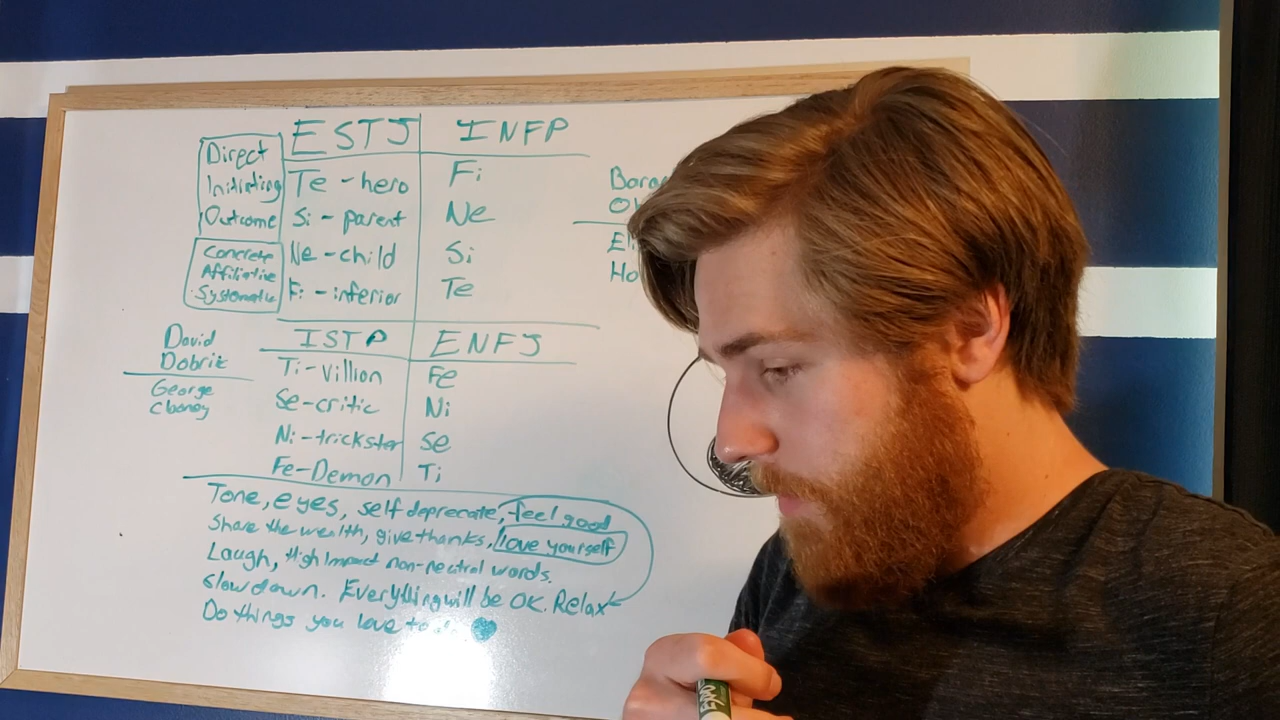 ESTJ INFP
Direct
Initiating
Outcome
Concrete
Affiliative
Systematic
Te - hero Fi
Si - parent Ne
Ne - child Si
Fi - inferior Te
ISTP ENFJ
Ti - villion Fe
Se - critic Ni
Ni - trickster Se
Fe - Demon Ti
David
Dobrik
George
Clooney
Tone, eyes, self deprecate, feel good
Share the wealth, give thanks, love yourself
Laugh, High Impact non-neutral words.
Slow down. Everything will be OK. Relax
Do things you love